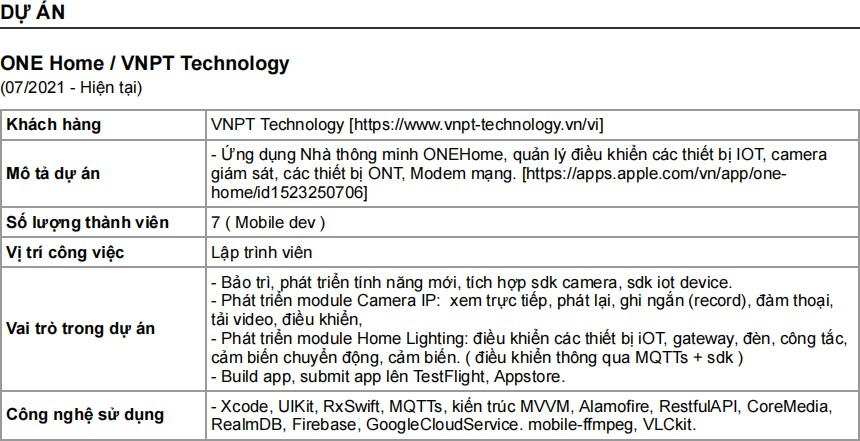 DỰ ÁN
ONE Home / VNPT Technology
(07/2021 - Hiện tại)
Khách hàng
VNPT Technology [https://www.vnpt-technology.vn/vi]
Mô tả dự án
- Ứng dụng Nhà thông minh ONEHome, quản lý điều khiển các thiết bị IOT, camera
giám sát, các thiết bị ONT, Modem mạng. [https://apps.apple.com/vn/app/one-
home/id1523250706]
Số lượng thành viên
7 ( Mobile dev )
Vị trí công việc
Lập trình viên
Vai trò trong dự án
- Bảo trì, phát triển tính năng mới, tích hợp sdk camera, sdk iot device.
- Phát triển module Camera IP:  xem trực tiếp, phát lại, ghi ngắn (record), đàm thoại,
tải video, điều khiển,
- Phát triển module Home Lighting: điều khiển các thiết bị iOT, gateway, đèn, công tắc,
cảm biến chuyển động, cảm biến. ( điều khiển thông qua MQTTs + sdk )
- Build app, submit app lên TestFlight, Appstore.
Công nghệ sử dụng
- Xcode, UIKit, RxSwift, MQTTs, kiến trúc MVVM, Alamofire, RestfulAPI, CoreMedia,
RealmDB, Firebase, GoogleCloudService. mobile-ffmpeg, VLCkit.